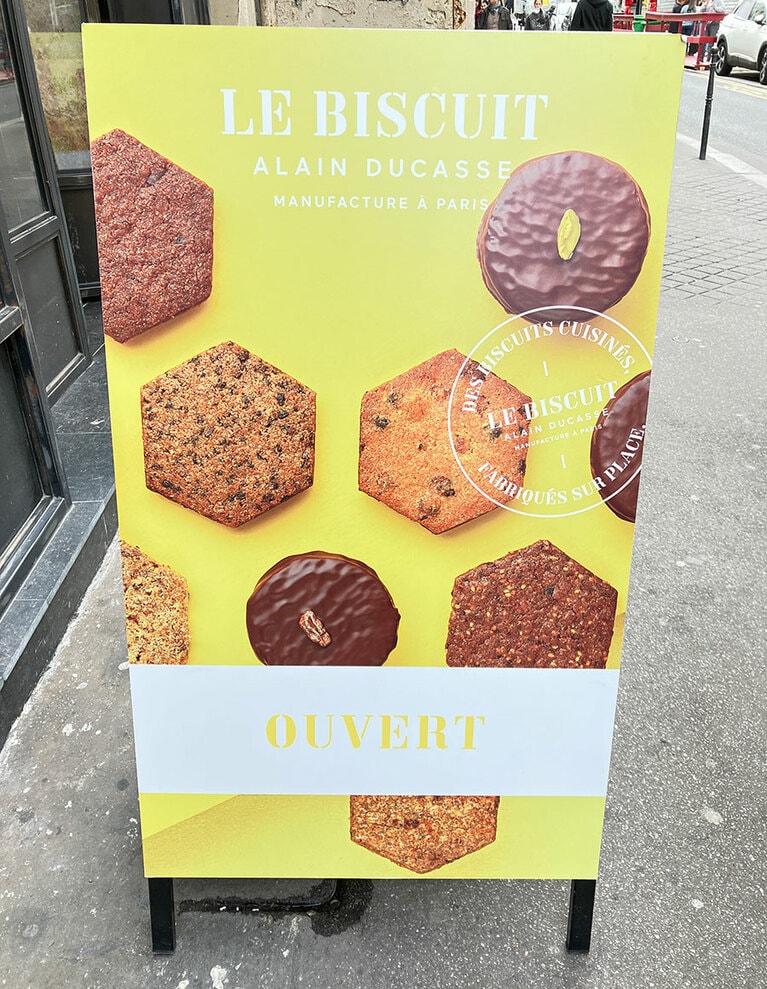 LE BISCUIT
ALAIN DUCASSE
MANUFACTURE À PARIS
DES BISCUITS CUISINÉS,
LE BISCUIT
ALAIN DUCASSE
MANUFACTURE À PARIS
FABRIQUÉS SUR PLACE,
OUVERT